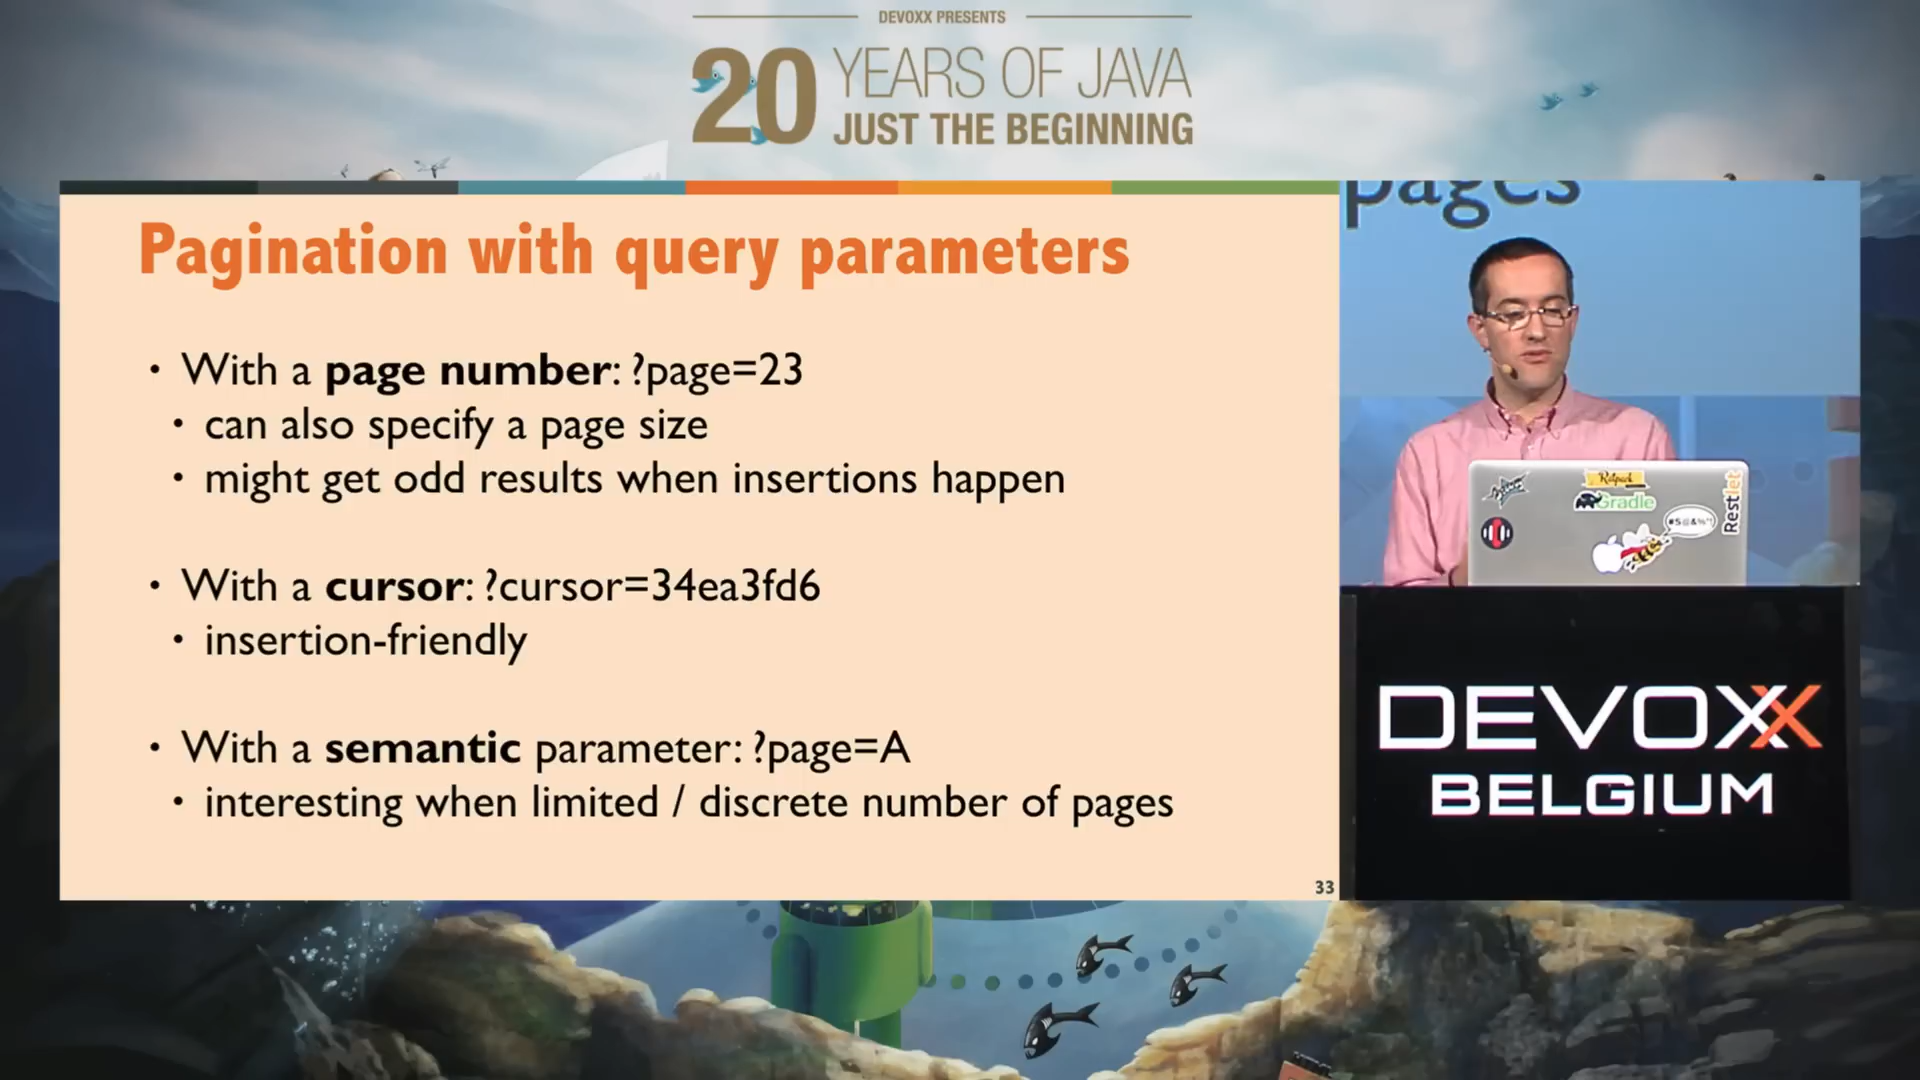 DEVOXX PRESENTS
20 YEARS OF JAVA
JUST THE BEGINNING
Pagination with query parameters
• With a page number: ?page=23
• can also specify a page size
• might get odd results when insertions happen
• With a cursor: ?cursor=34ea3fd6
• insertion-friendly
• With a semantic parameter: ?page=A
• interesting when limited / discrete number of pages
33
pages
Ratpack
Gradle
#$@&%*!
Restlet
DEVOXX
BELGIUM